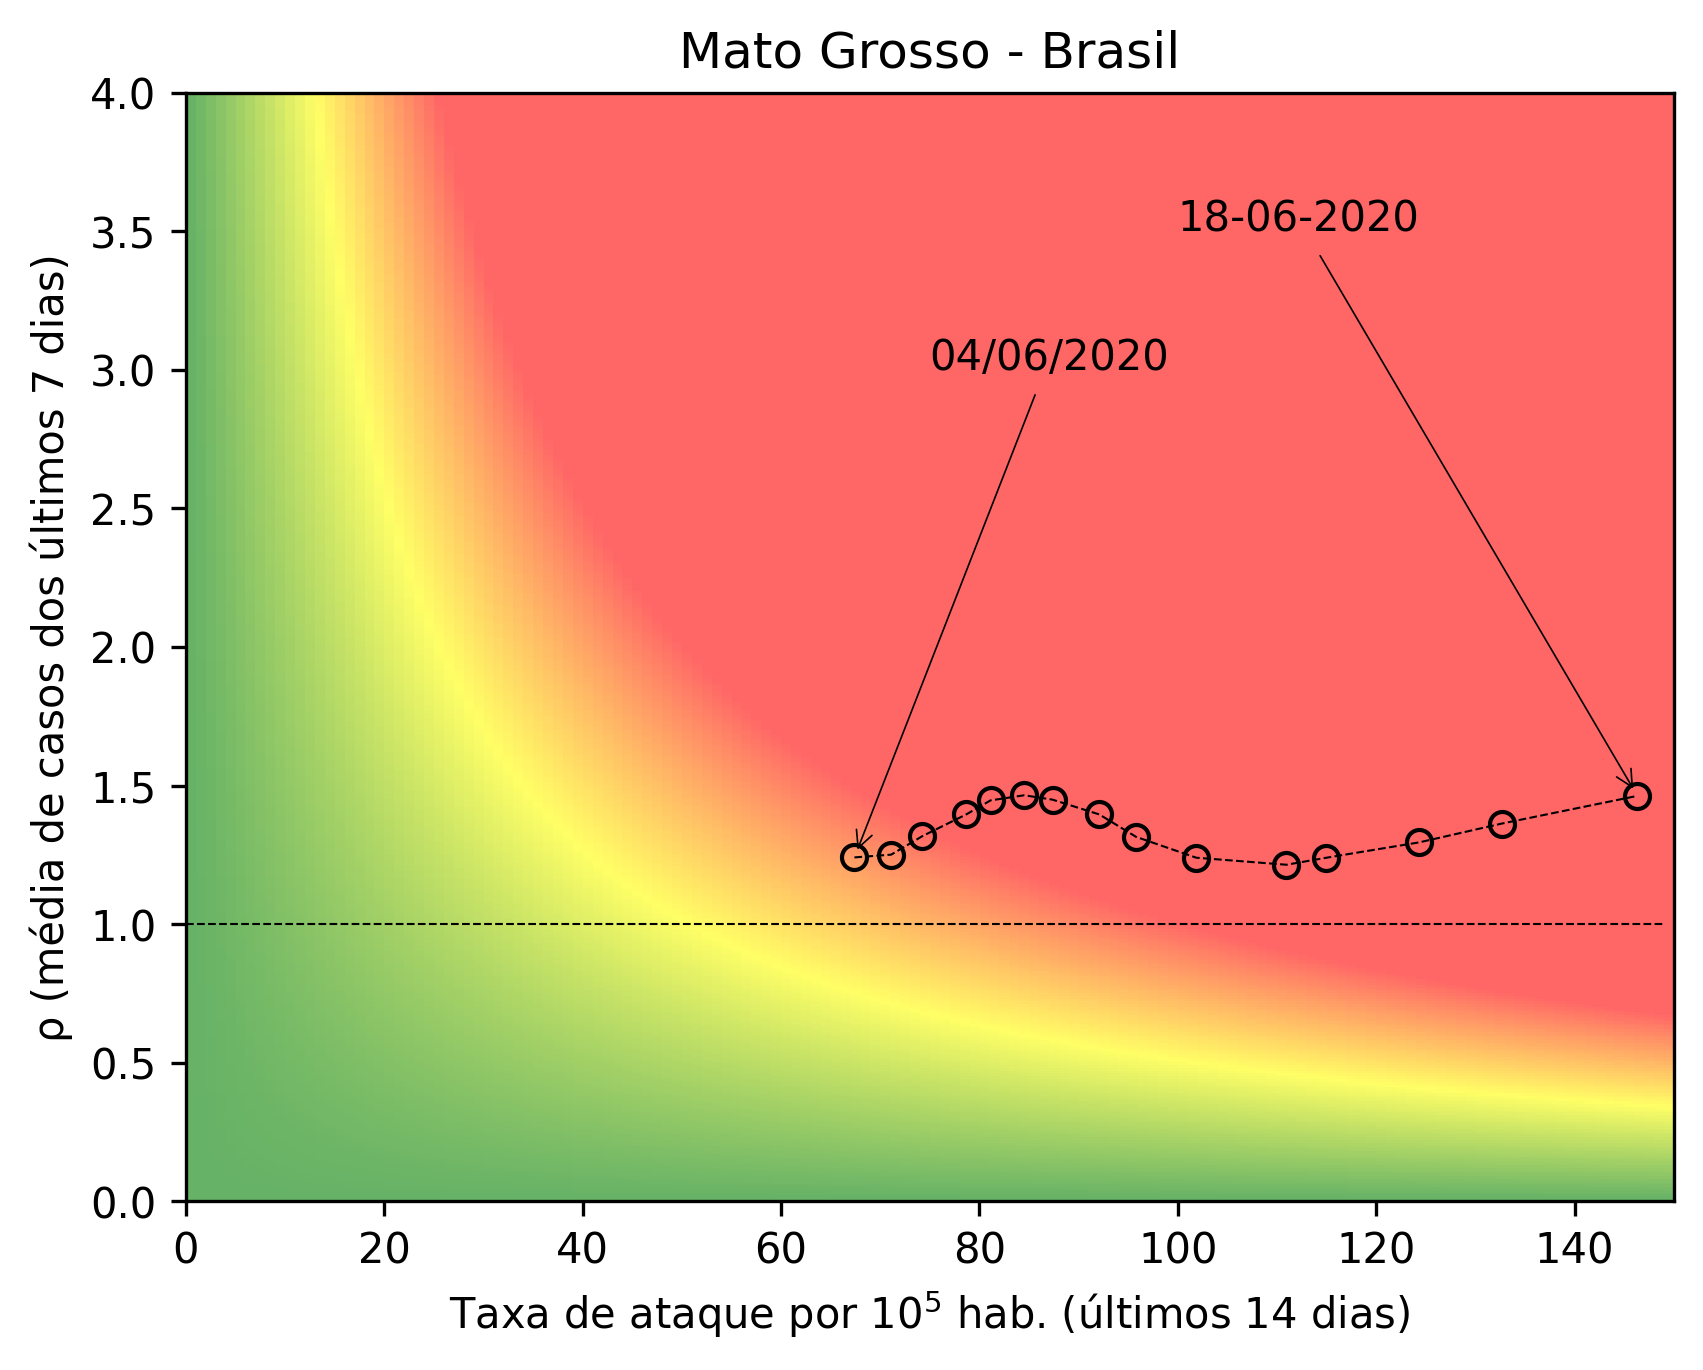 Mato Grosso - Brasil
4.0
3.5
3.0
2.5
2.0
1.5
1.0
0.5
0.0
ρ (média de casos dos últimos 7 dias)
18-06-2020
04/06/2020
0 20 40 60 80 100 120 140
Taxa de ataque por 10⁵ hab. (últimos 14 dias)